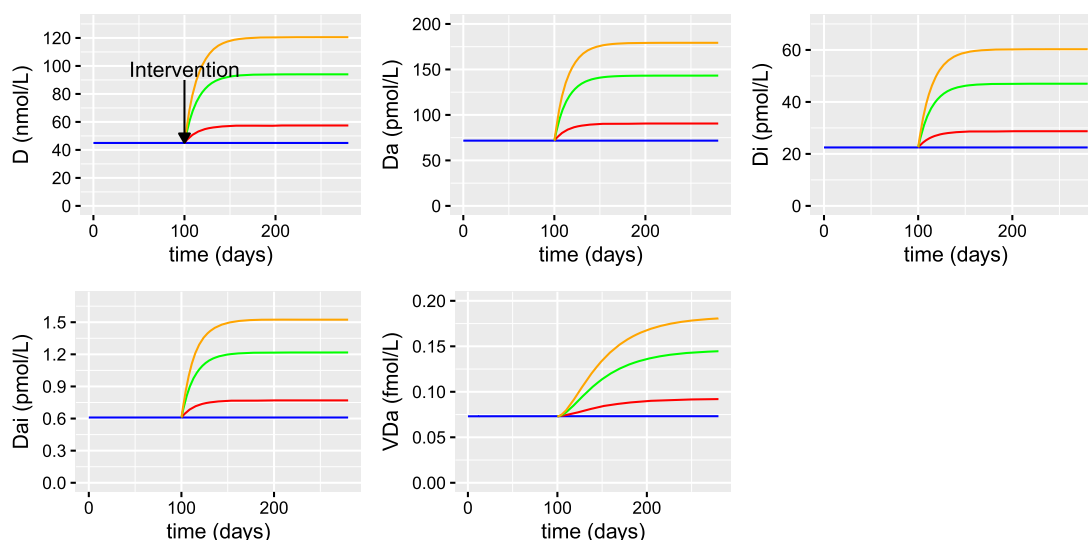 D (nmol/L)
120
100
80
60
40
20
0
Intervention
0 100 200
time (days)
Da (pmol/L)
200
150
100
50
0
0 100 200
time (days)
Di (pmol/L)
60
40
20
0
0 100 200
time (days)
Dai (pmol/L)
1.5
1.2
0.9
0.6
0.3
0.0
0 100 200
time (days)
VDa (fmol/L)
0.20
0.15
0.10
0.05
0.00
0 100 200
time (days)